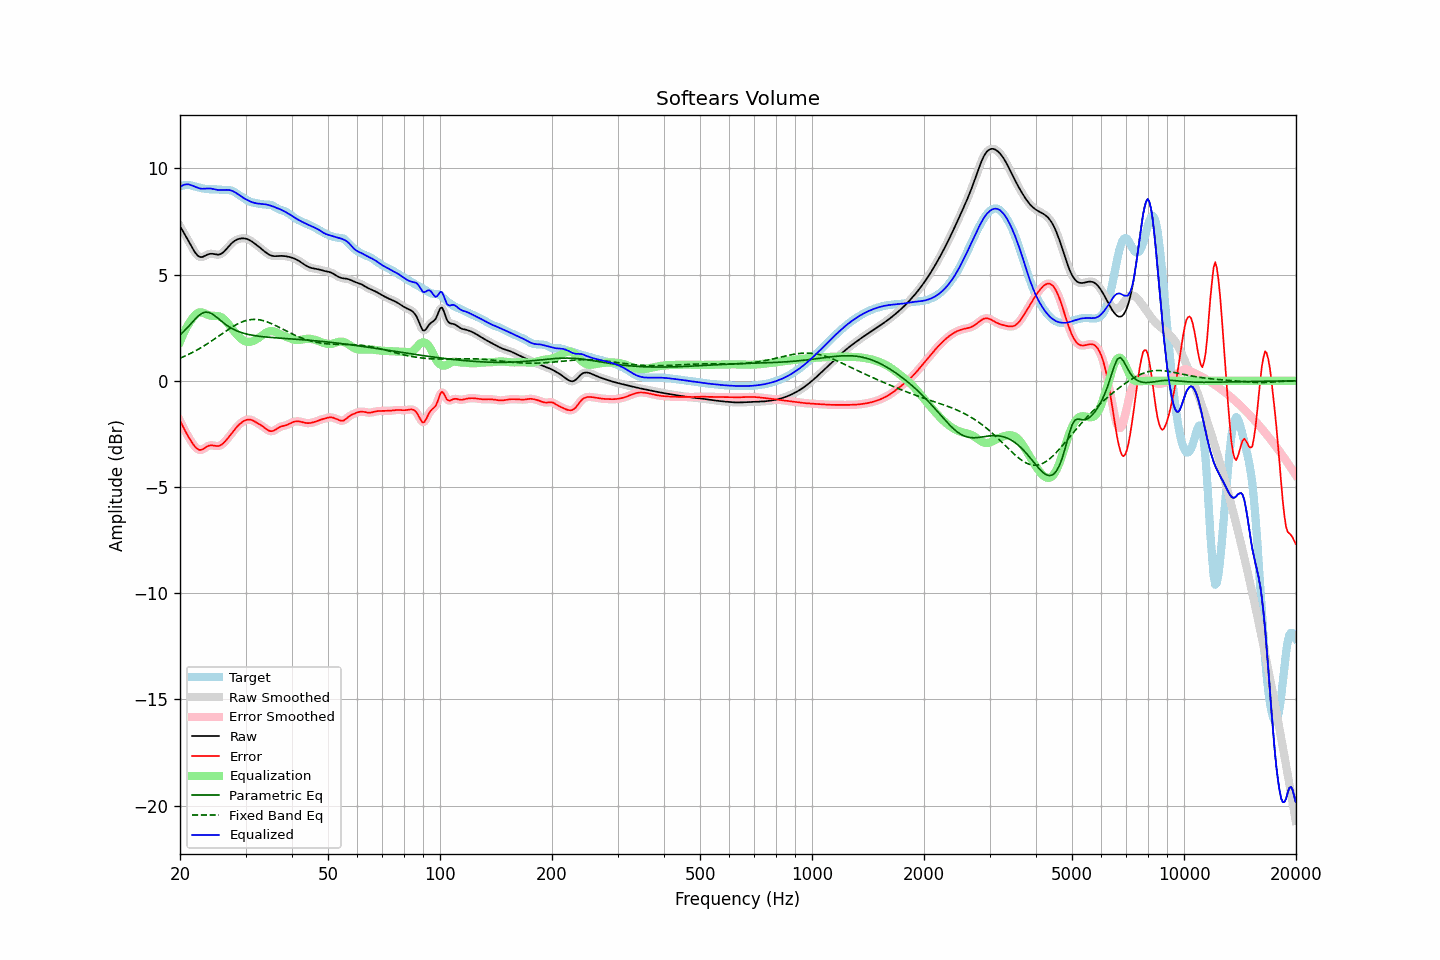 Softears Volume
10
5
0
−5
−10
−15
−20
Amplitude (dBr)
Target
Raw Smoothed
Error Smoothed
Raw
Error
Equalization
Parametric Eq
Fixed Band Eq
Equalized
20 50 100 200 500 1000 2000 5000 10000 20000
Frequency (Hz)